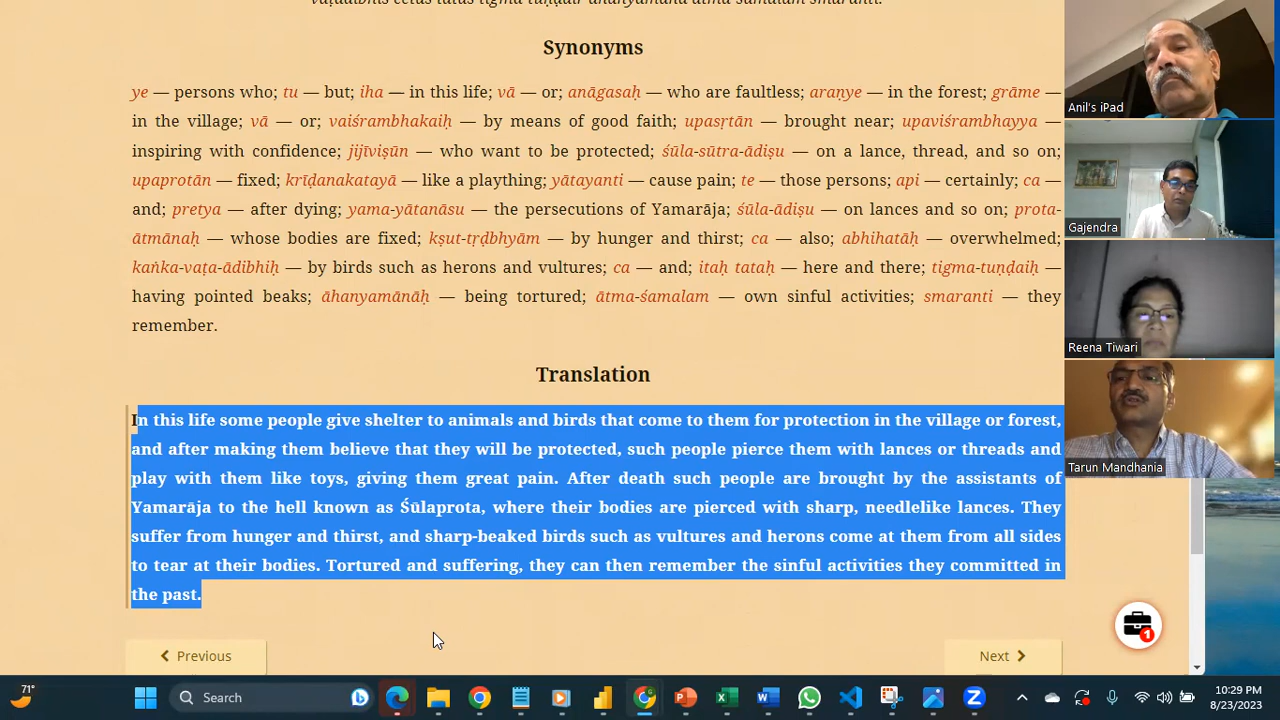 vaṭādibhiś cetas tatas tigma-tuṇḍair āhanyamānā ātma-śamalaṁ smaranti.
Synonyms
ye — persons who; tu — but; iha — in this life; vā — or; anāgasaḥ — who are faultless; araṇye — in the forest; grāme —
in the village; vā — or; vaiśrambhakaiḥ — by means of good faith; upasṛtān — brought near; upaviśrambhayya —
inspiring with confidence; jijīviṣūn — who want to be protected; śūla-sūtra-ādiṣu — on a lance, thread, and so on;
upaprotān — fixed; krīḍanakatayā — like a plaything; yātayanti — cause pain; te — those persons; api — certainly; ca —
and; pretya — after dying; yama-yātanāsu — the persecutions of Yamarāja; śūla-ādiṣu — on lances and so on; prota-
ātmānaḥ — whose bodies are fixed; kṣut-tṛḍbhyām — by hunger and thirst; ca — also; abhihatāḥ — overwhelmed;
kaṅka-vaṭa-ādibhiḥ — by birds such as herons and vultures; ca — and; itaḥ tataḥ — here and there; tigma-tuṇḍaiḥ —
having pointed beaks; āhanyamānāḥ — being tortured; ātma-śamalam — own sinful activities; smaranti — they
remember.
Translation
In this life some people give shelter to animals and birds that come to them for protection in the village or forest,
and after making them believe that they will be protected, such people pierce them with lances or threads and
play with them like toys, giving them great pain. After death such people are brought by the assistants of
Yamarāja to the hell known as Śūlaprota, where their bodies are pierced with sharp, needlelike lances. They
suffer from hunger and thirst, and sharp-beaked birds such as vultures and herons come at them from all sides
to tear at their bodies. Tortured and suffering, they can then remember the sinful activities they committed in
the past.
Previous
Next
1
Anil's iPad
Gajendra
Reena Tiwari
Tarun Mandhania
71°
Search
10:29 PM
8/23/2023